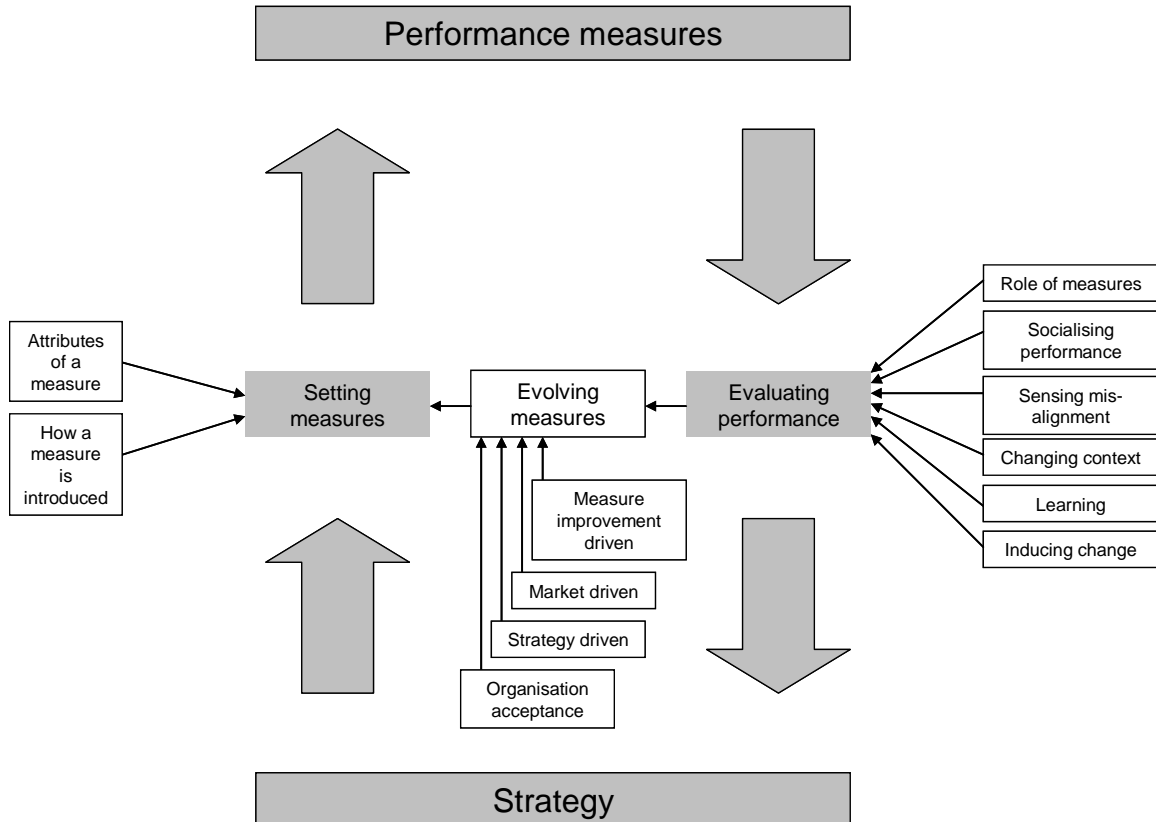 Performance measures
Role of measures
Attributes
of a
measure
Socialising
performance
Setting
measures
Evolving
measures
Evaluating
performance
Sensing mis-
alignment
How a
measure
is
introduced
Changing context
Learning
Inducing change
Measure
improvement
driven
Market driven
Strategy driven
Organisation
acceptance
Strategy